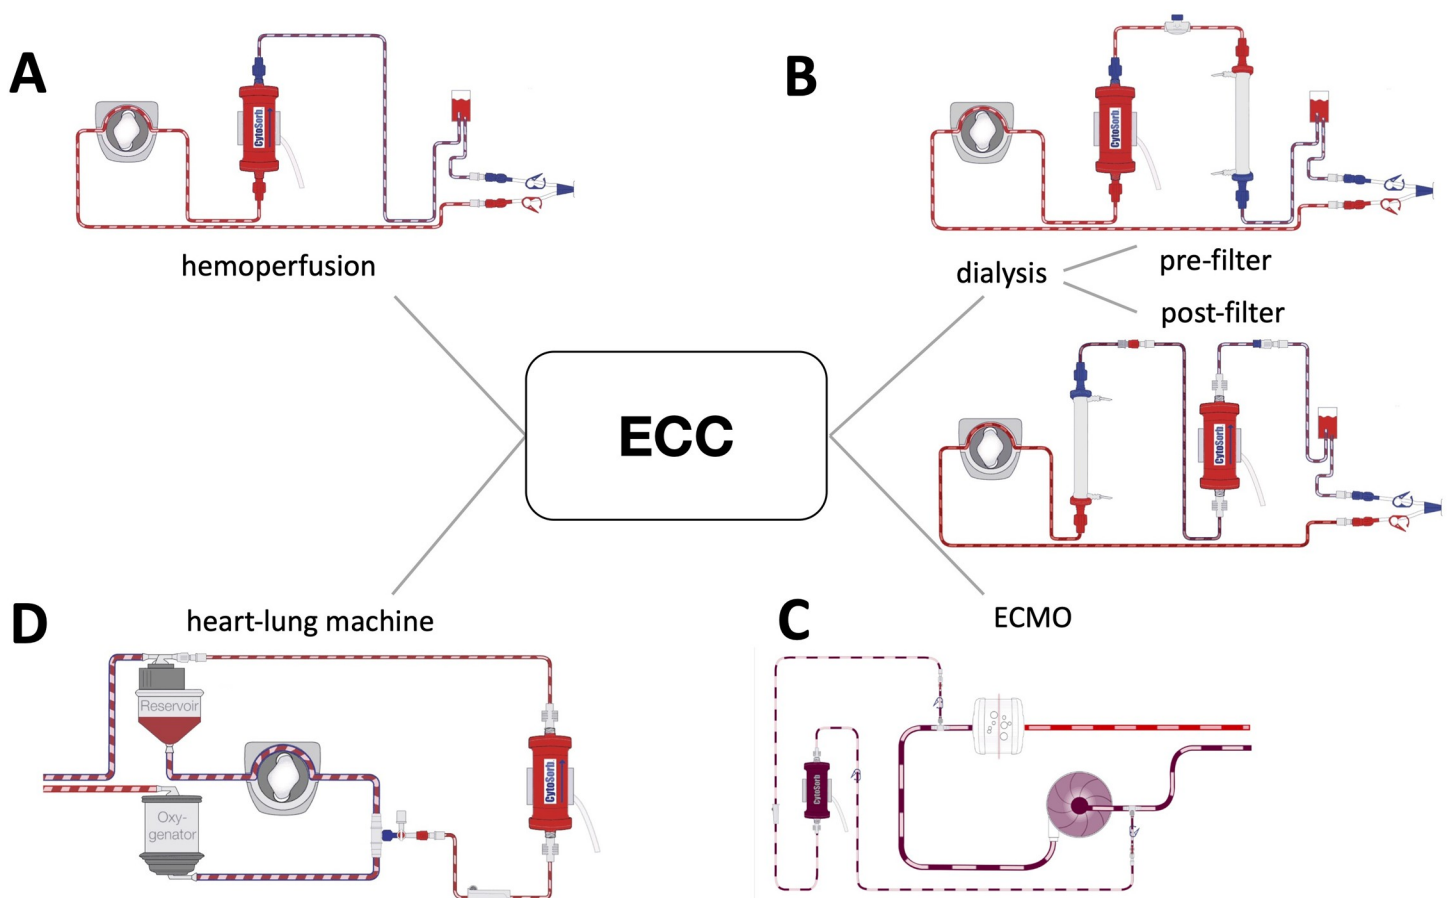 A
B
CytoSorb
CytoSorb
hemoperfusion
dialysis
pre-filter
post-filter
ECC
CytoSorb
D
heart-lung machine
C
ECMO
Reservoir
Oxy-
genator
CytoSorb
CytoSorb